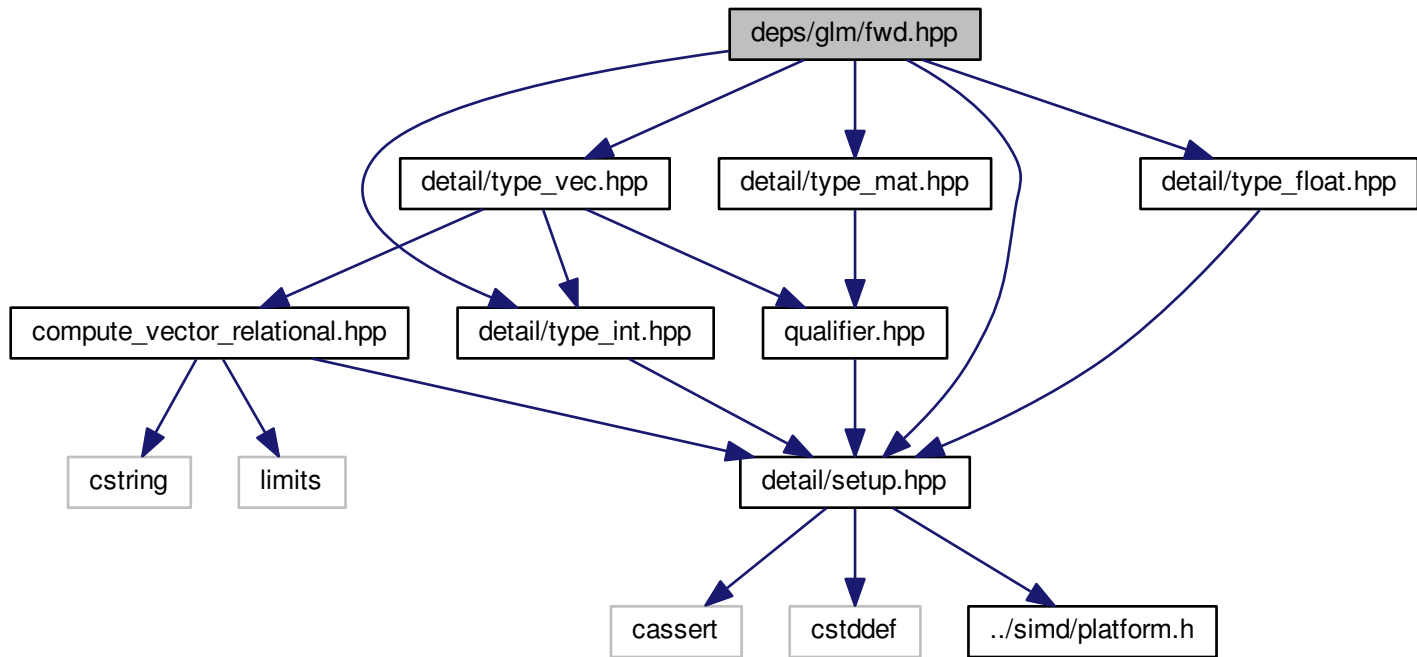 deps/glm/fwd.hpp
detail/type_vec.hpp
detail/type_mat.hpp
detail/type_float.hpp
compute_vector_relational.hpp
detail/type_int.hpp
qualifier.hpp
cstring
limits
detail/setup.hpp
cassert
cstddef
../simd/platform.h